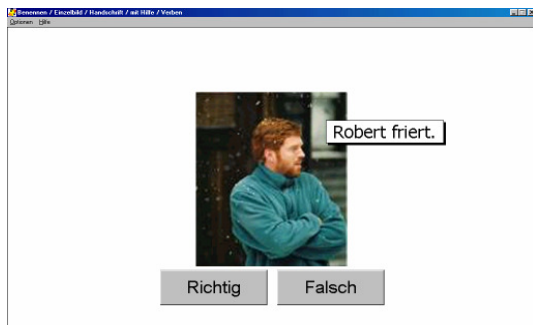 Benennen / Einzelbild / Handschrift / mit Hilfe / Verben
Optionen Hilfe
Robert friert.
Richtig Falsch